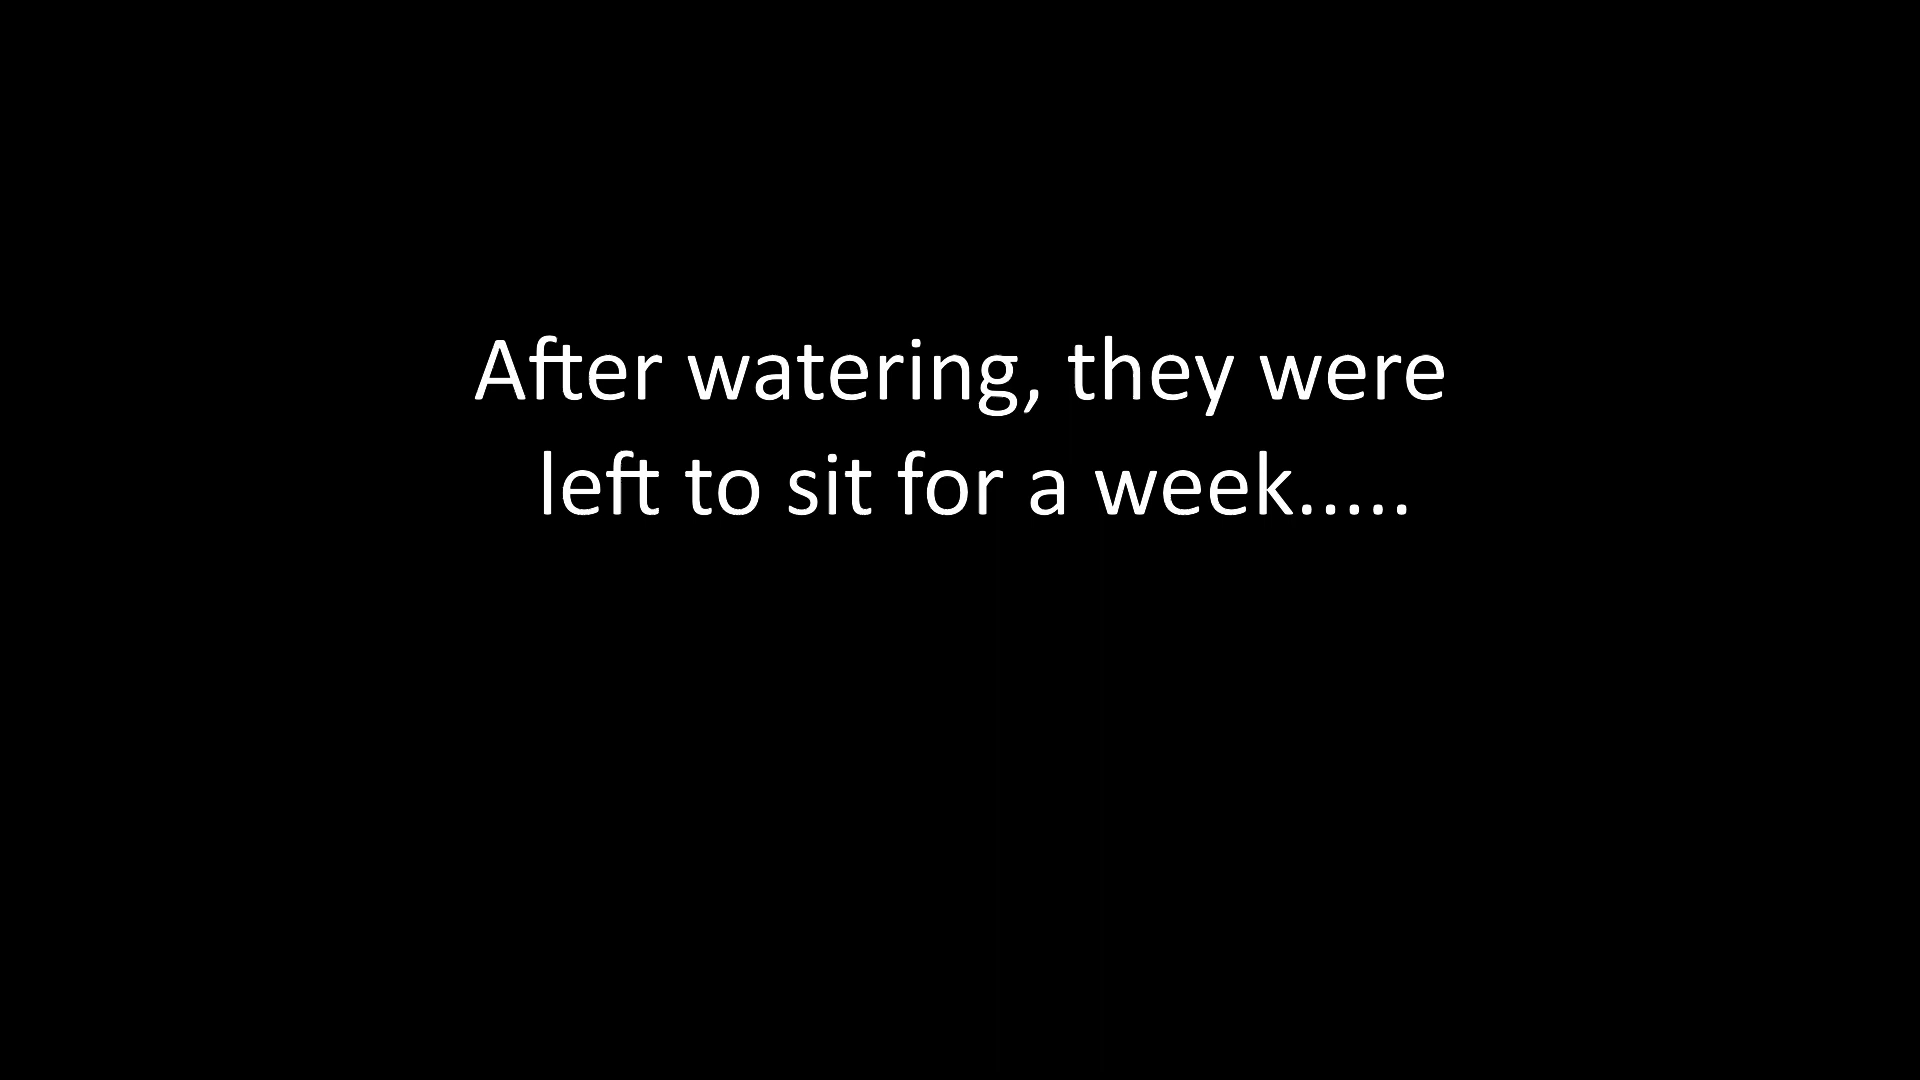 After watering, they were
left to sit for a week.....